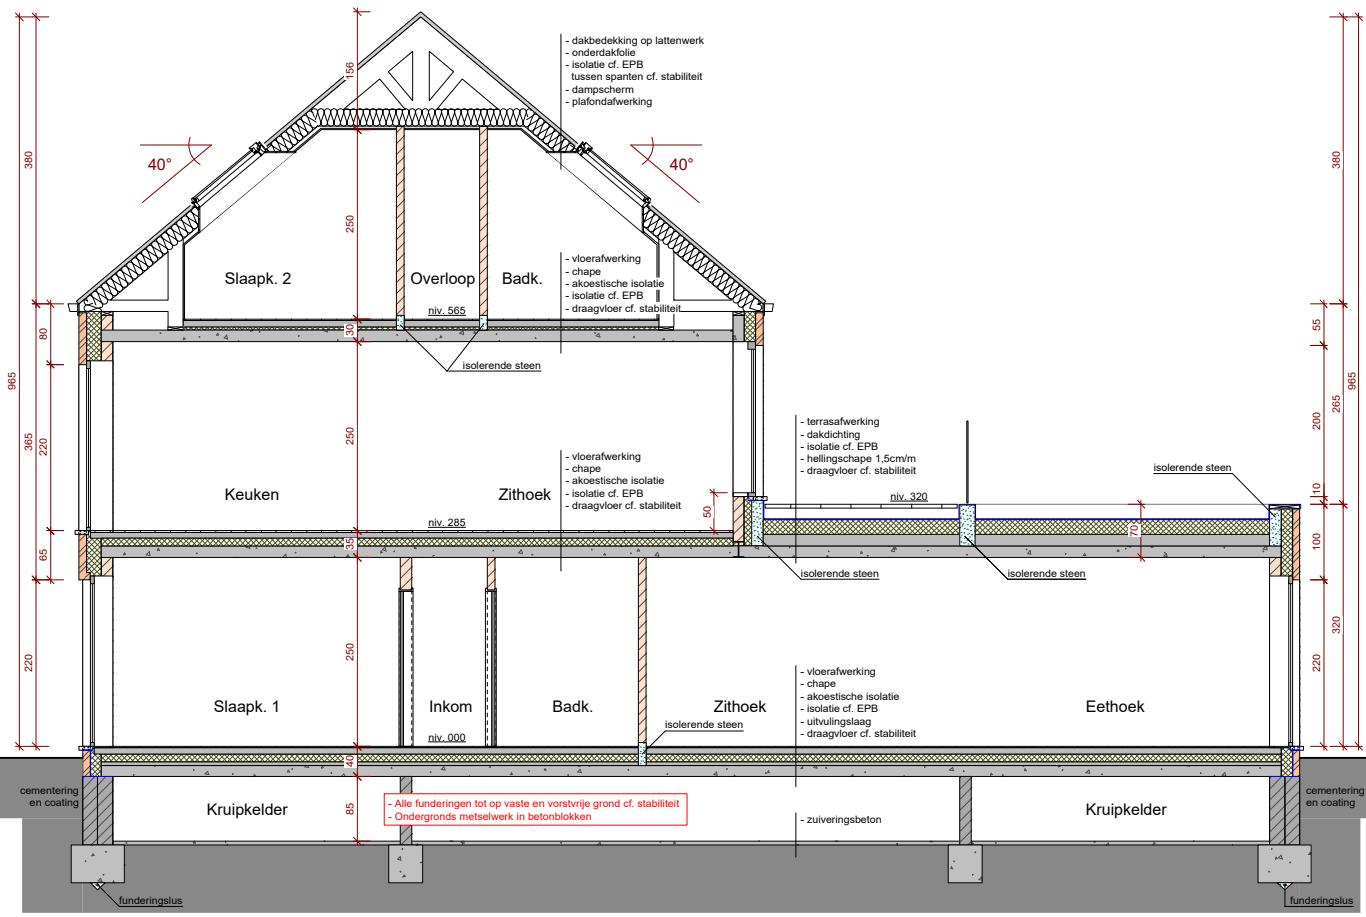 156
- dakbedekking op lattenwerk
- onderdakfolie
- isolatie cf. EPB
tussen spanten cf. stabiliteit
- dampscherm
- plafondafwerking
380
40°
40°
380
250
Slaapk. 2
Overloop
Badk.
- vloerafwerking
- chape
- akoestische isolatie
- isolatie cf. EPB
- draagvloer cf. stabiliteit
niv. 565
80
30
55
isolerende steen
965
365
220
250
965
265
200
- terrasafwerking
- dakdichting
- isolatie cf. EPB
- hellingschape 1,5cm/m
- draagvloer cf. stabiliteit
- vloerafwerking
- chape
- akoestische isolatie
- isolatie cf. EPB
- draagvloer cf. stabiliteit
isolerende steen
Keuken
Zithoek
niv. 320
10
50
niv. 285
70
65
35
100
isolerende steen
isolerende steen
220
250
320
220
- vloerafwerking
- chape
- akoestische isolatie
- isolatie cf. EPB
- uitvulingslaag
- draagvloer cf. stabiliteit
Slaapk. 1
Inkom
Badk.
Zithoek
Eethoek
isolerende steen
niv. 000
40
cementering
en coating
cementering
en coating
Kruipkelder
85
- Alle funderingen tot op vaste en vorstvrije grond cf. stabiliteit
- Ondergronds metselwerk in betonblokken
- zuiveringsbeton
Kruipkelder
funderingslus
funderingslus